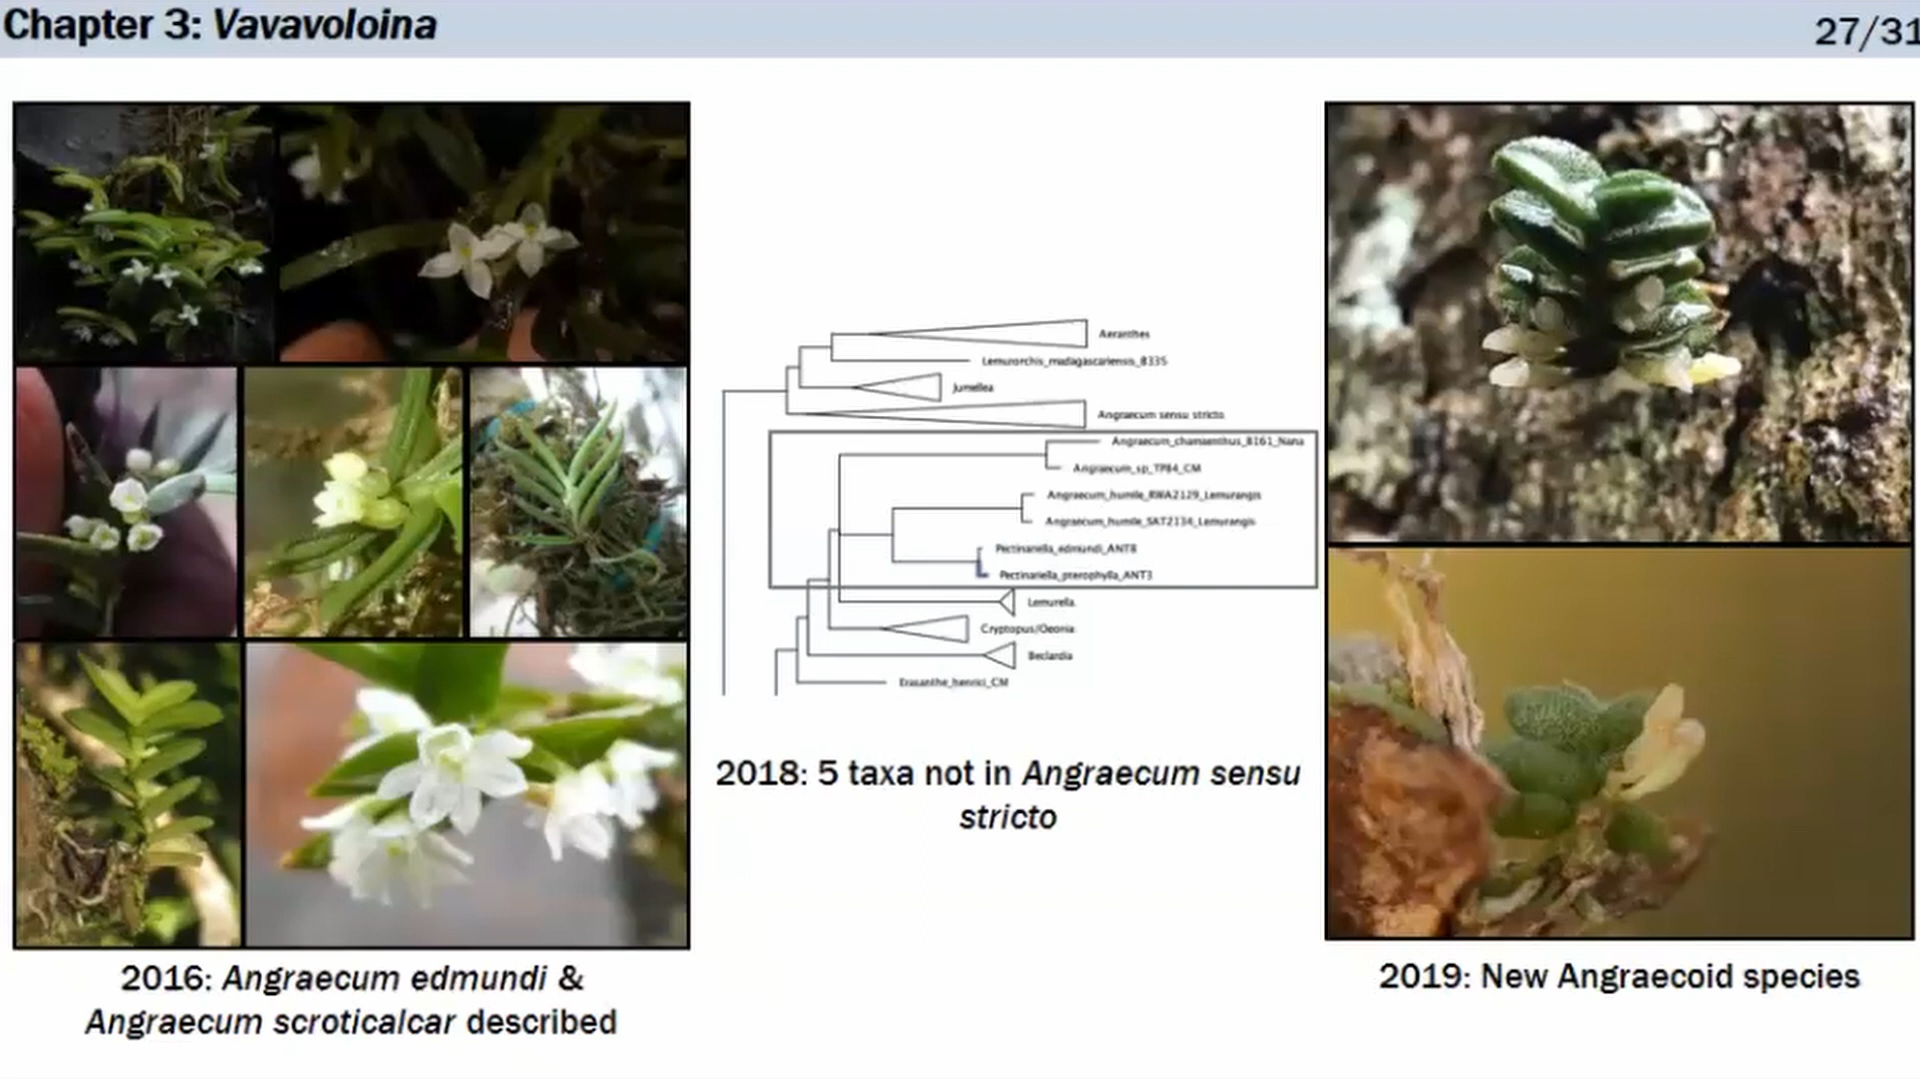 Chapter 3: Vavavoloina
27/31
Aeranthes
Lemurorchis_madagascariensis_8335
Jumellea
Angraecum sensu stricto
Angraecum_chamaenthus_8161_Nana
Angraecum_sp_TP84_CM
Angraecum_humile_RWA2129_Lemurangis
Angraecum_humile_SAT2134_Lemurangis
Pectinariella_edmundi_ANT8
Pectinariella_pterophylla_ANT3
Lemurella
Cryptopus/Oeonia
Beclardia
Erasanthe_henrici_CM
2018: 5 taxa not in Angraecum sensu
stricto
2016: Angraecum edmundi &
Angraecum scroticalcar described
2019: New Angraecoid species